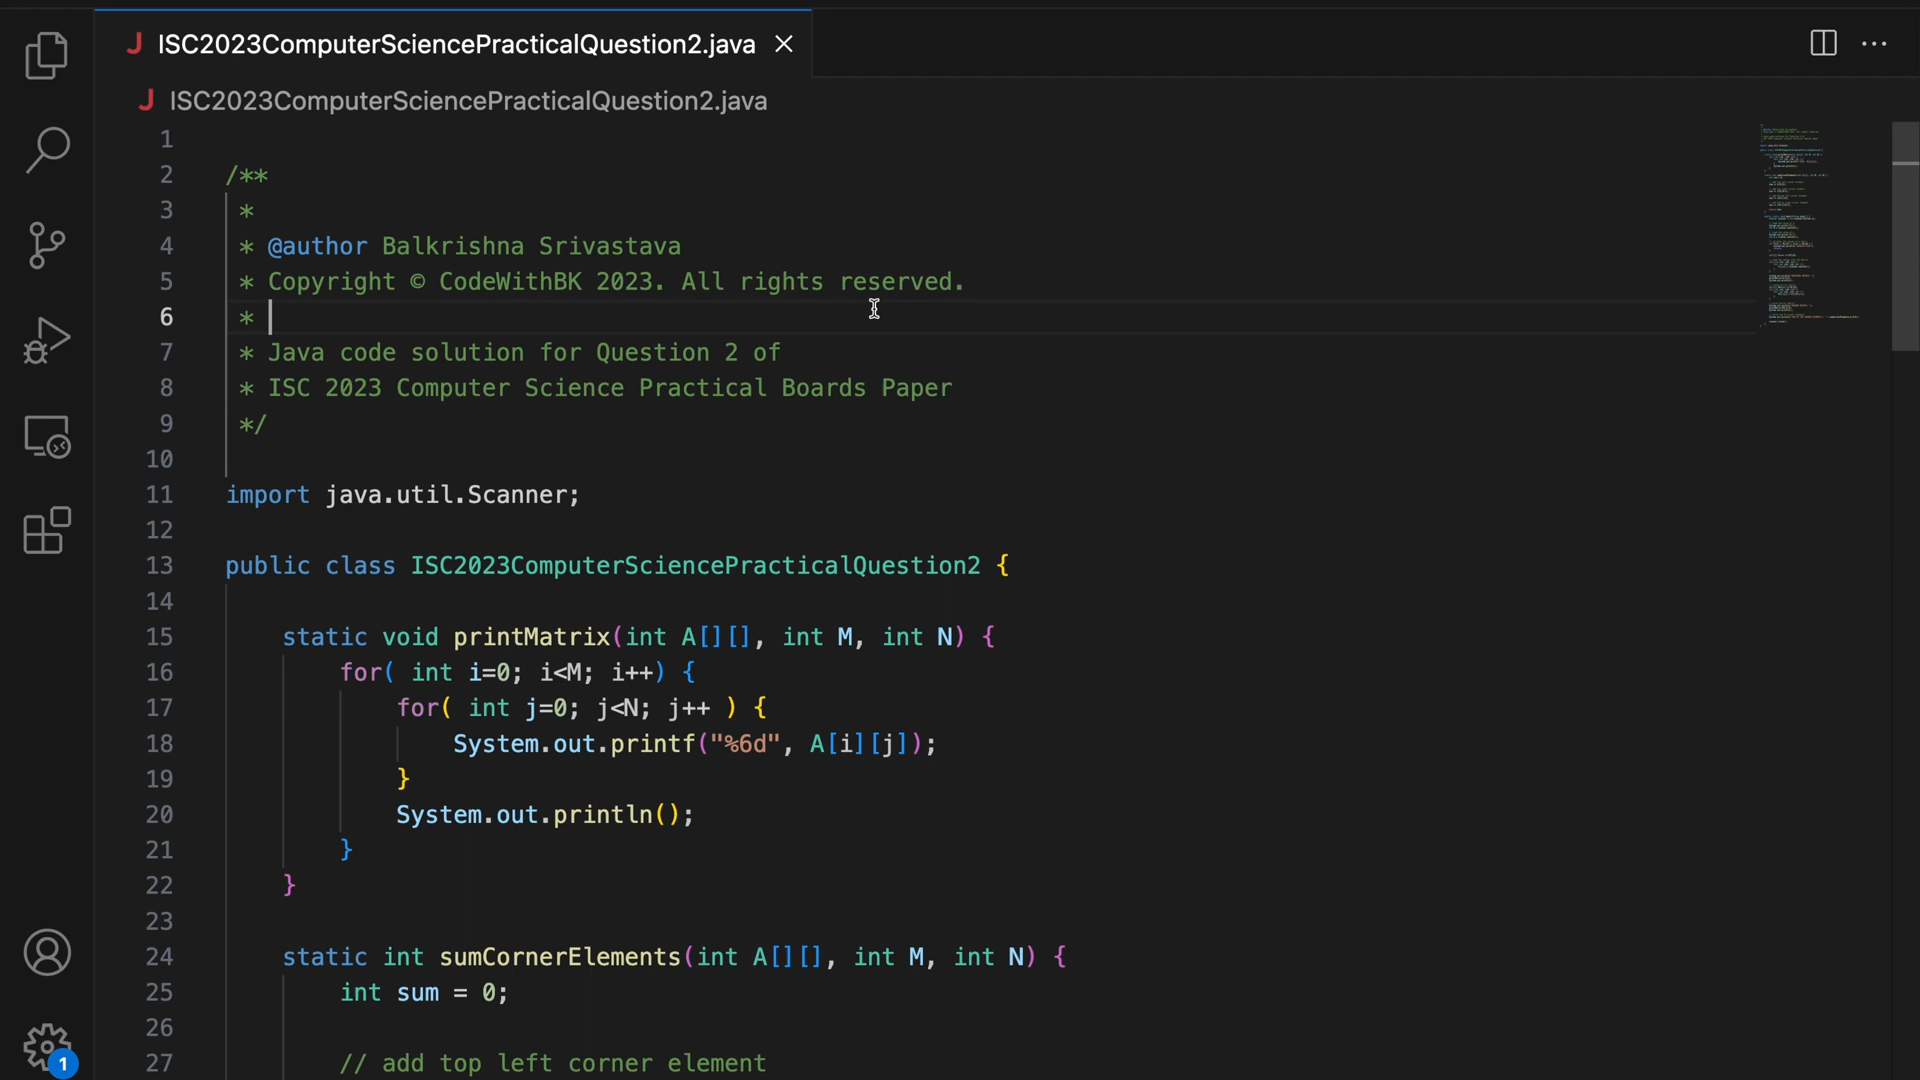 J ISC2023ComputerSciencePracticalQuestion2.java
J ISC2023ComputerSciencePracticalQuestion2.java
1
2 /**
3 *
4 * @author Balkrishna Srivastava
5 * Copyright © CodeWithBK 2023. All rights reserved.
6 *
7 * Java code solution for Question 2 of
8 * ISC 2023 Computer Science Practical Boards Paper
9 */
10
11 import java.util.Scanner;
12
13 public class ISC2023ComputerSciencePracticalQuestion2 {
14
15 static void printMatrix(int A[][], int M, int N) {
16 for( int i=0; i<M; i++) {
17 for( int j=0; j<N; j++ ) {
18 System.out.printf("%6d", A[i][j]);
19 }
20 System.out.println();
21 }
22 }
23
24 static int sumCornerElements(int A[][], int M, int N) {
25 int sum = 0;
26
27 // add top left corner element
1